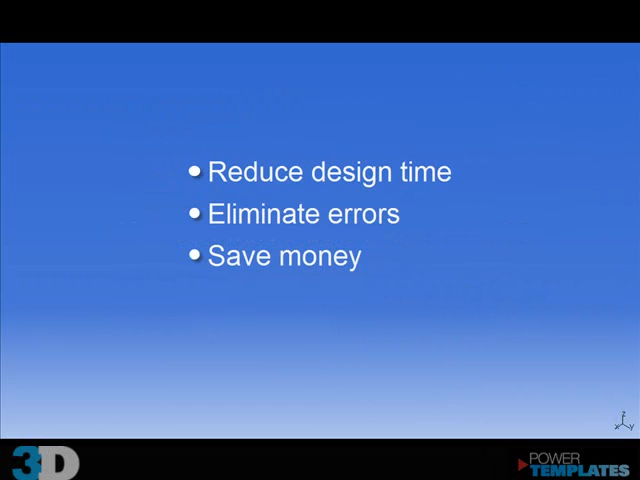 Reduce design time
Eliminate errors
Save money
z
x y
3D
POWER
TEMPLATES